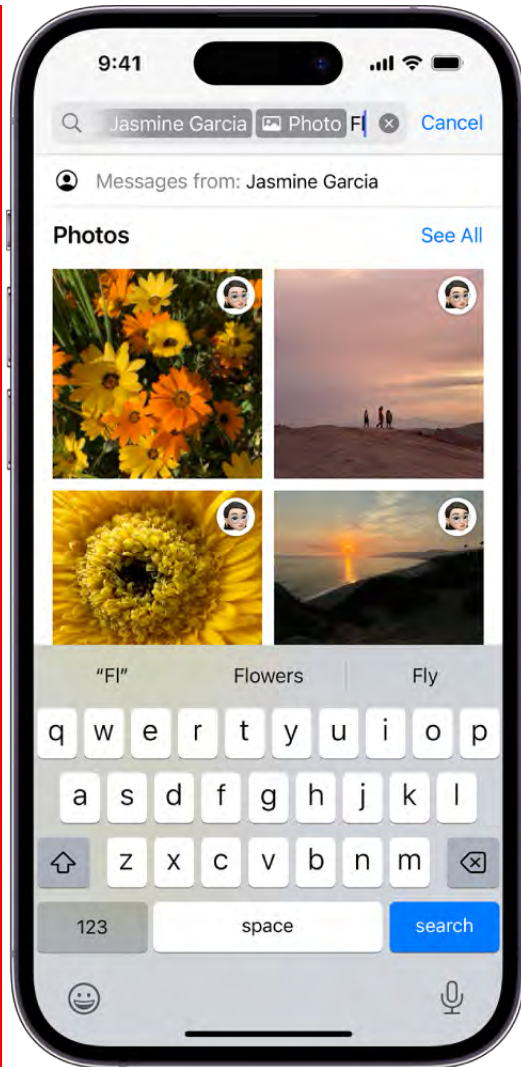 9:41
Jasmine Garcia Photo Fl Cancel
Messages from: Jasmine Garcia
Photos See All
“Fl” Flowers Fly
q w e r t y u i o p
a s d f g h j k l
z x c v b n m
123 space search